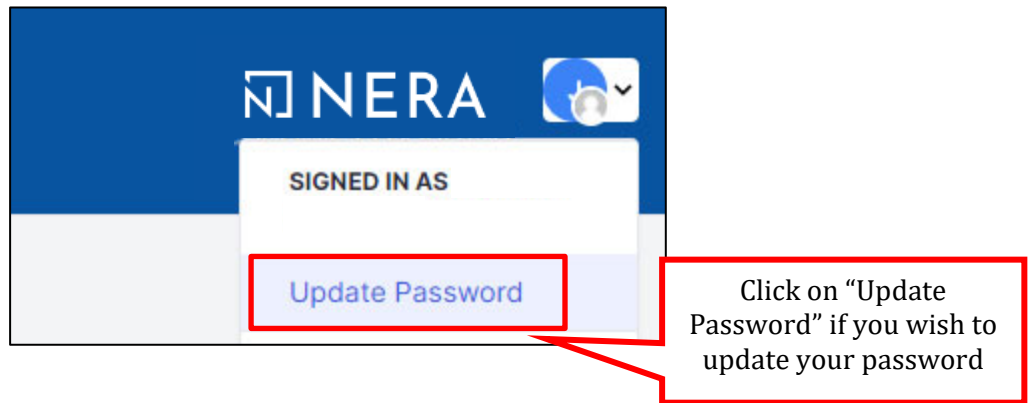 NERA
SIGNED IN AS
Update Password
Click on “Update
Password” if you wish to
update your password